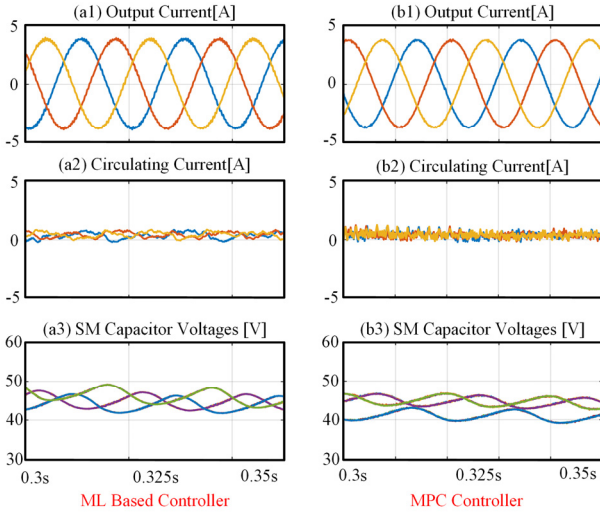 (a1) Output Current[A]
5
0
-5
(b1) Output Current[A]
5
0
-5
(a2) Circulating Current[A]
5
0
-5
(b2) Circulating Current[A]
5
0
-5
(a3) SM Capacitor Voltages [V]
60
50
40
30
0.3s 0.325s 0.35s
ML Based Controller
(b3) SM Capacitor Voltages [V]
60
50
40
30
0.3s 0.325s 0.35s
MPC Controller